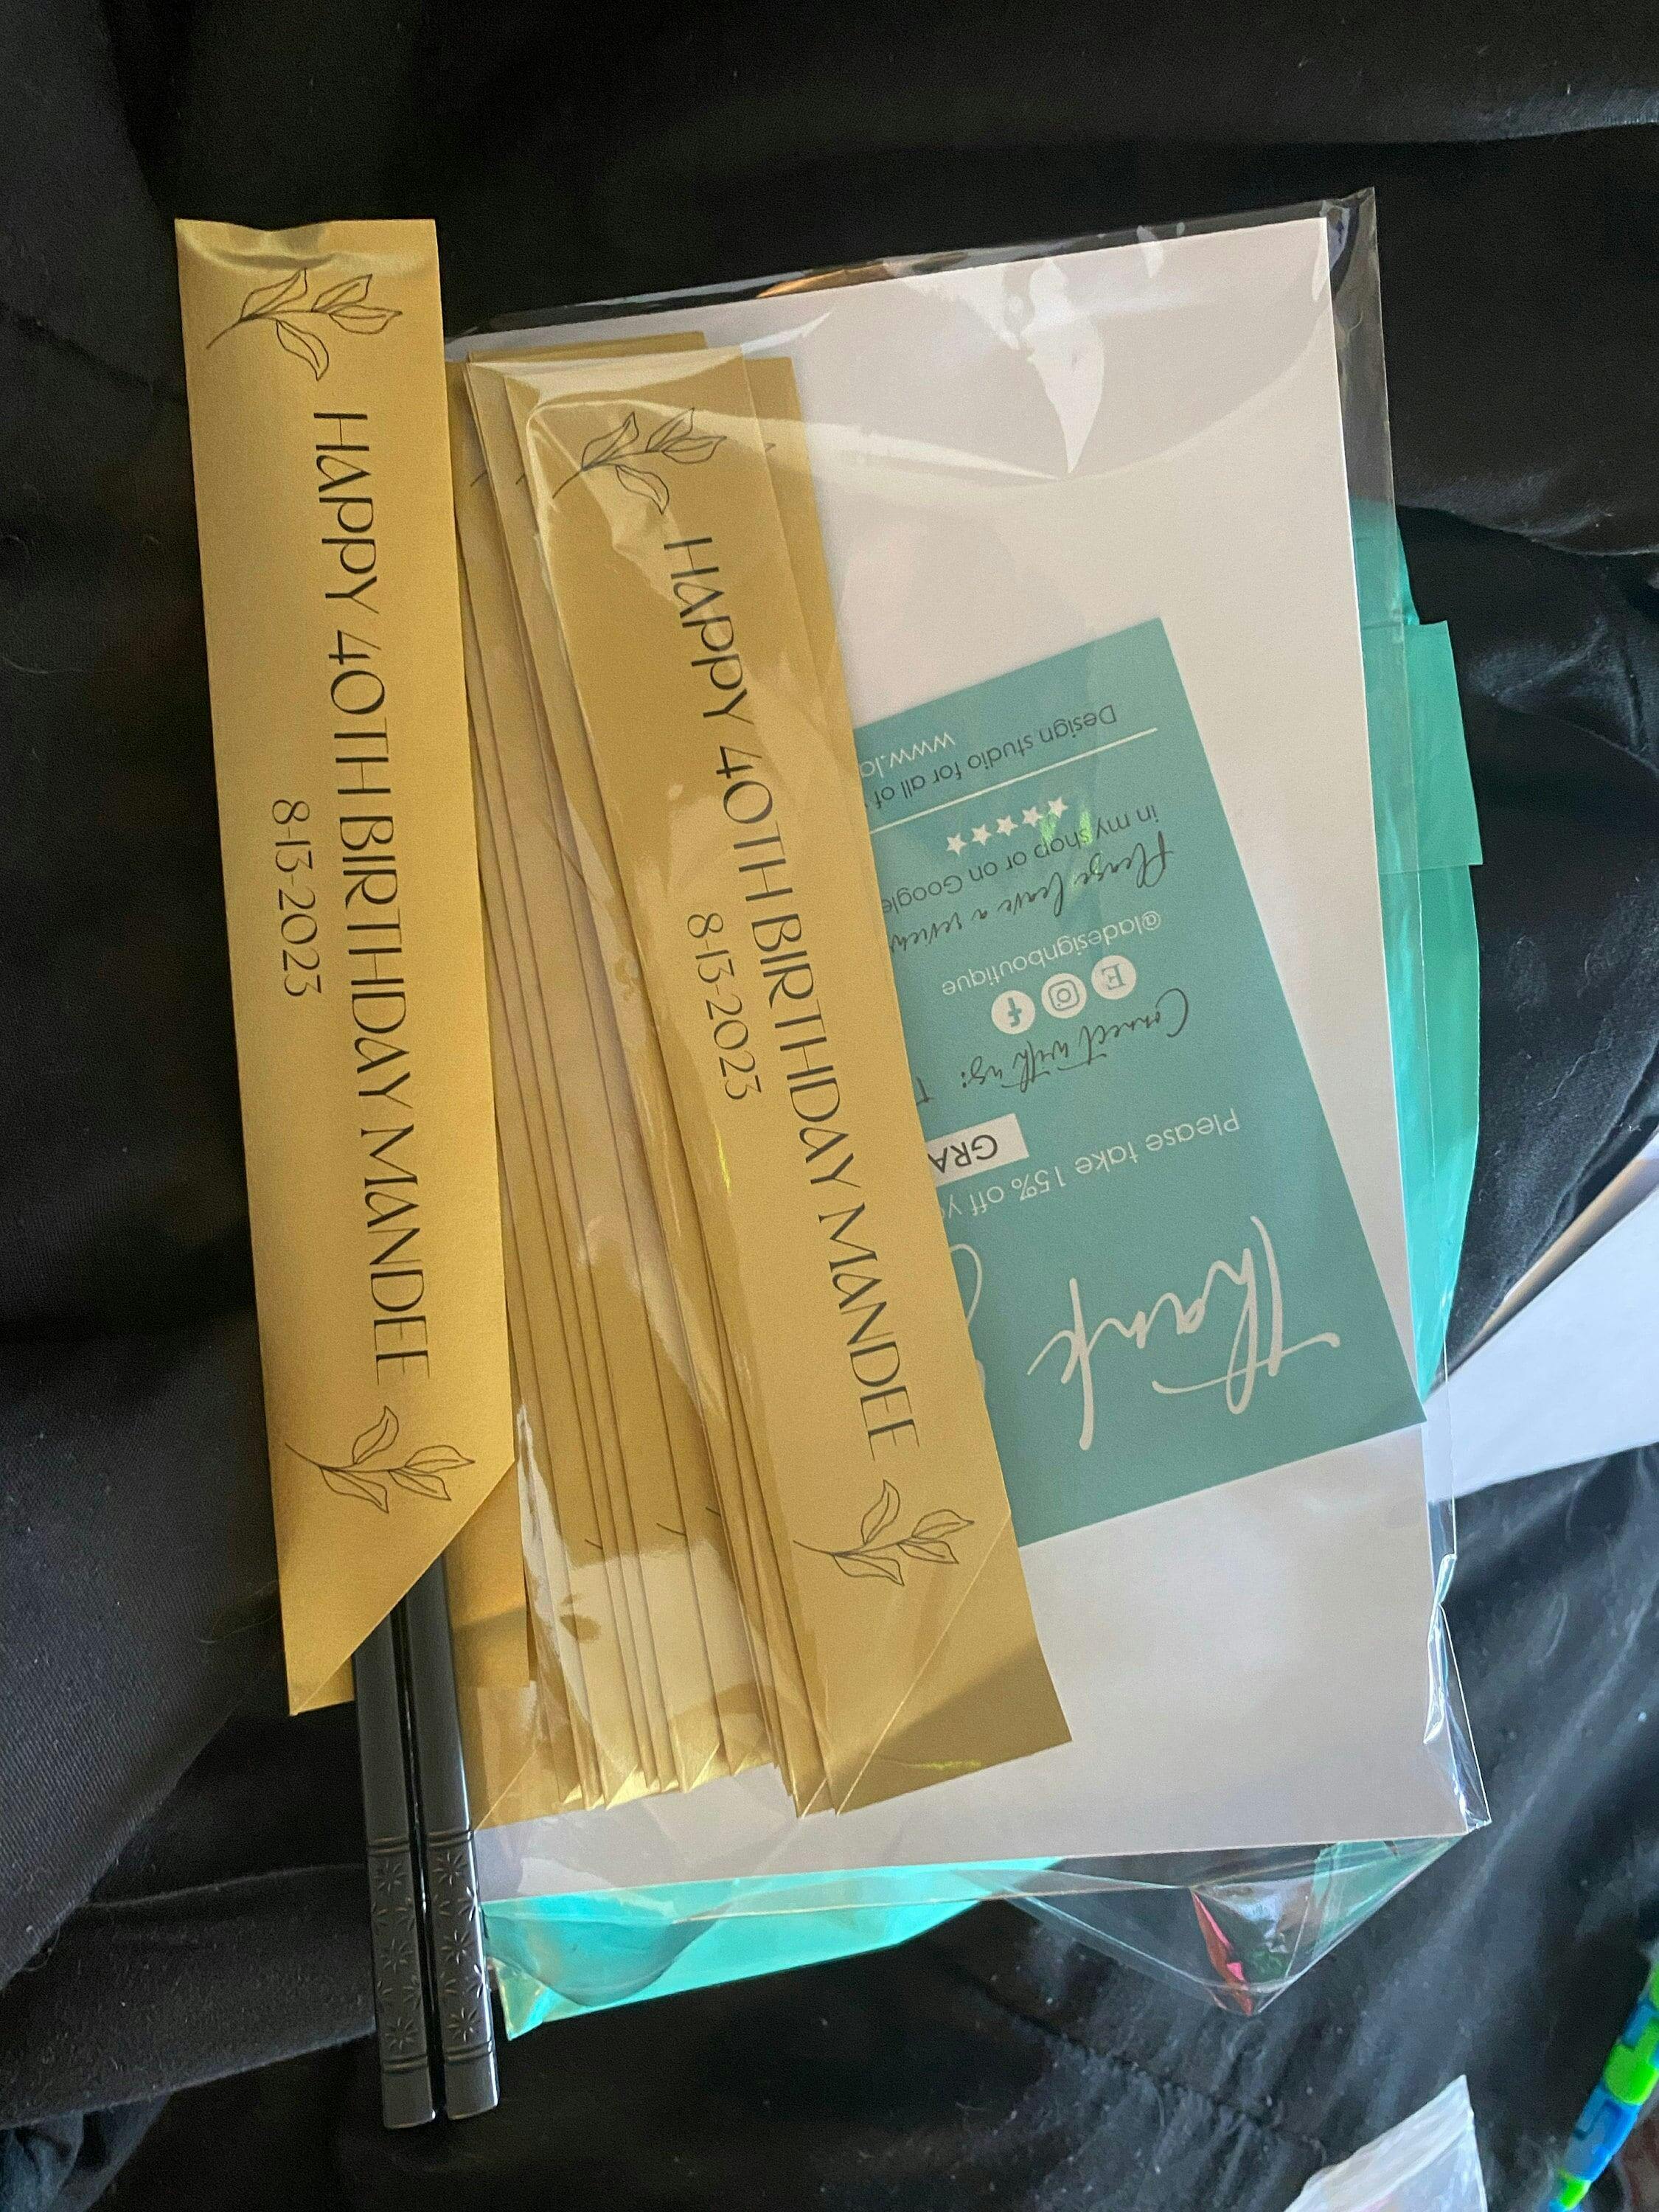 HAPPY 40TH BIRTHDAY MANDEE
8-13-2023
HAPPY 40TH BIRTHDAY MANDEE
8-13-2023
Thank
Please take 15% off
GRA
Connect with us:
E
f
@ladesignboutique
Please leave a review
in my shop or on Google
Design studio for all of
www.la